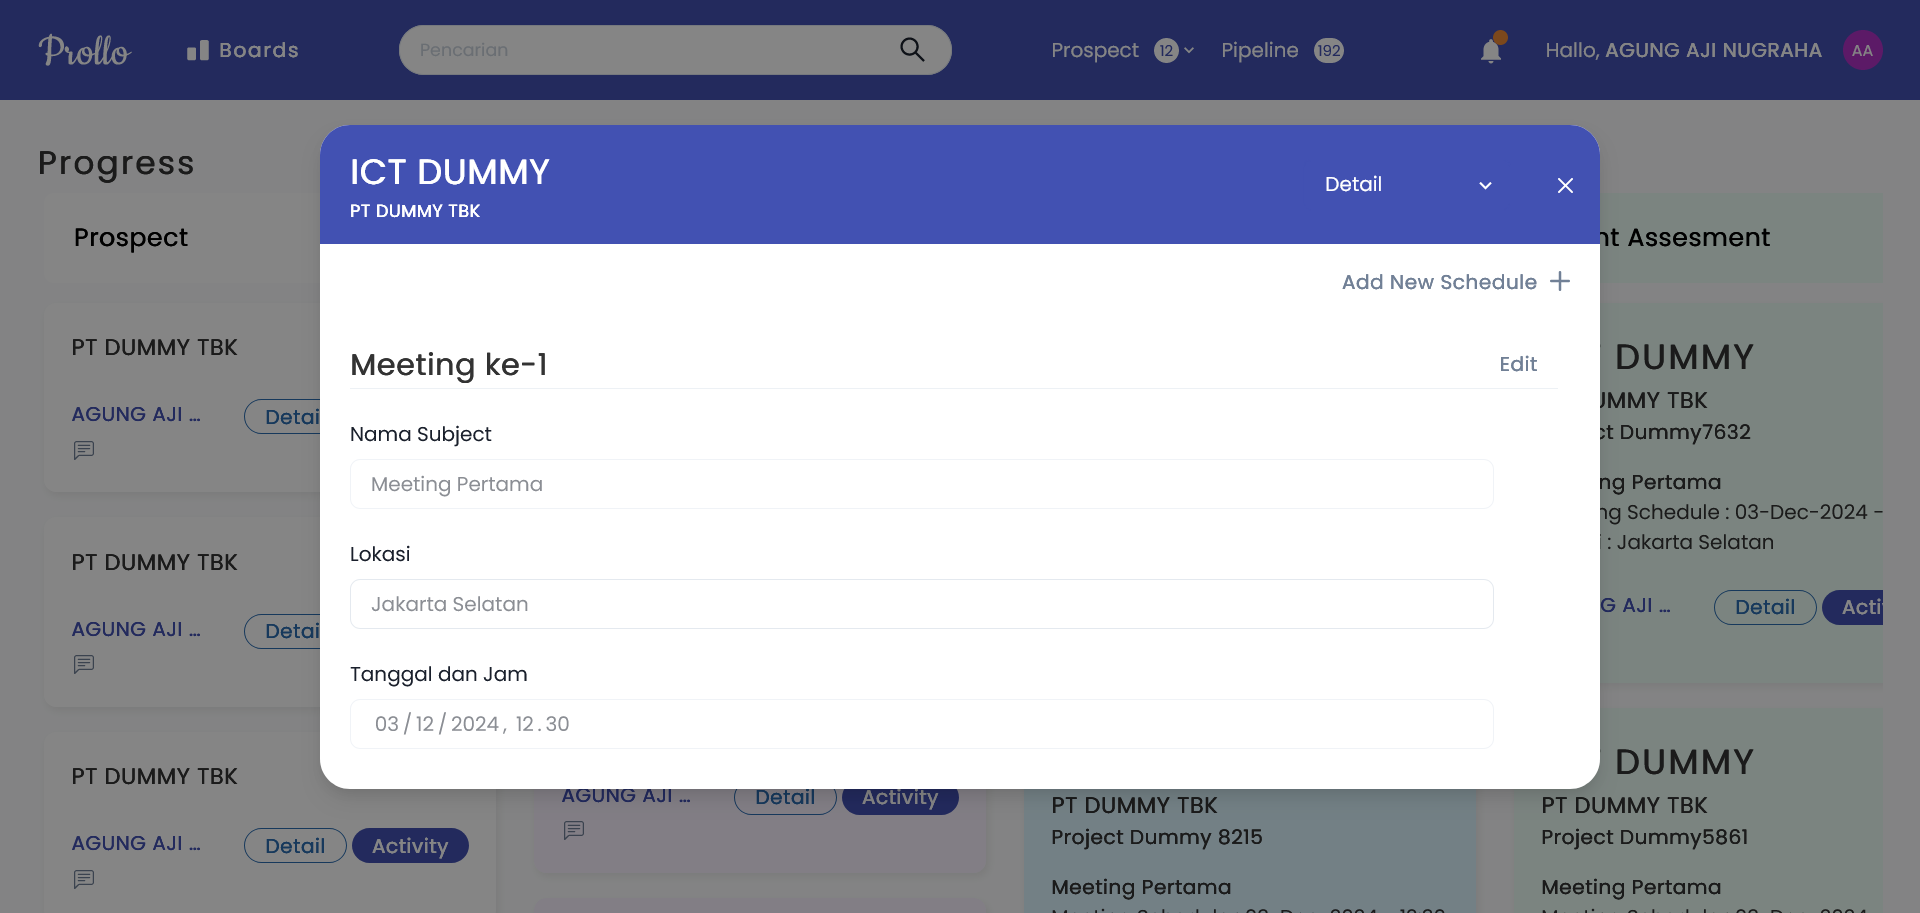 Prollo
Boards
Pencarian
Prospect 12
Pipeline 192
Hallo, AGUNG AJI NUGRAHA
AA
Progress
ICT DUMMY
PT DUMMY TBK
Detail
Add New Schedule
Meeting ke-1
Edit
Nama Subject
Meeting Pertama
Lokasi
Jakarta Selatan
Tanggal dan Jam
03 / 12 / 2024 , 12 . 30
Prospect
PT DUMMY TBK
AGUNG AJI ...
Detai
PT DUMMY TBK
AGUNG AJI ...
Detai
PT DUMMY TBK
AGUNG AJI ...
Detail
Activity
AGUNG AJI ...
Detail
Activity
PT DUMMY TBK
Project Dummy 8215
Meeting Pertama
nt Assesment
DUMMY
UMMY TBK
ct Dummy7632
ng Pertama
ng Schedule : 03-Dec-2024 -
: Jakarta Selatan
G AJI ...
Detail
Acti
DUMMY
PT DUMMY TBK
Project Dummy5861
Meeting Pertama